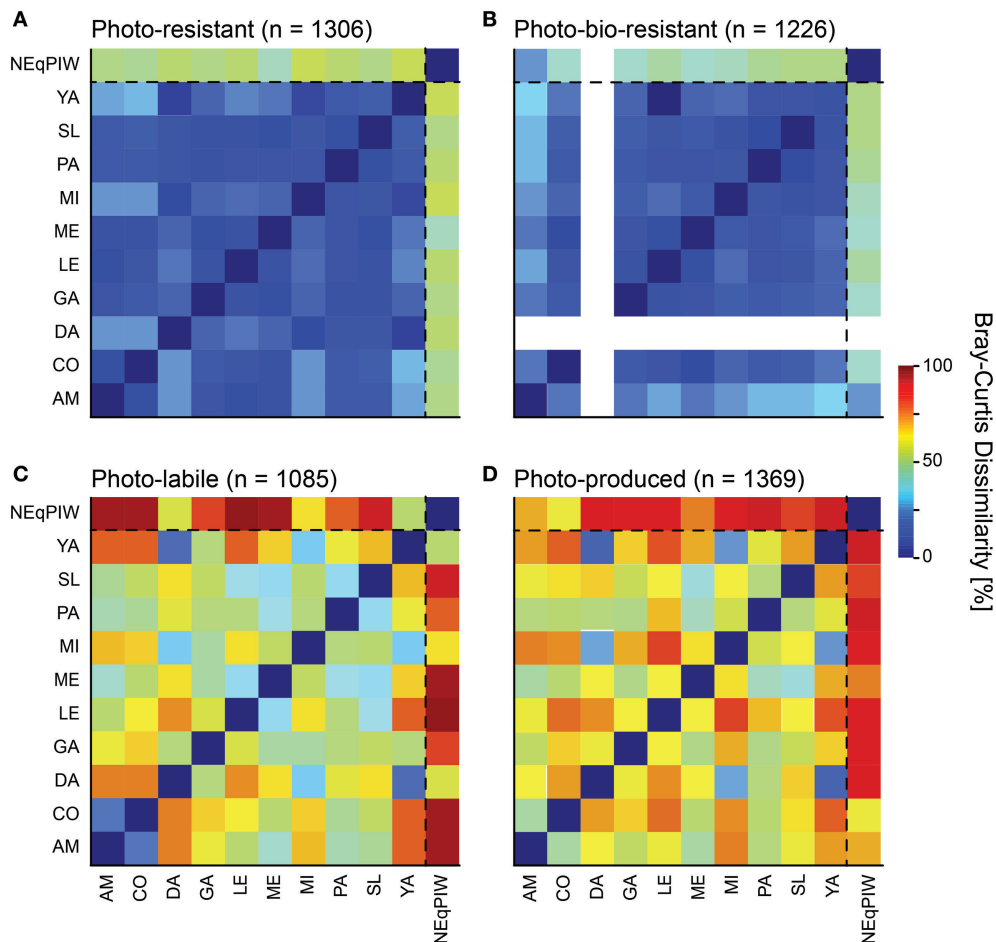 A
Photo-resistant (n = 1306)
B
Photo-bio-resistant (n = 1226)
NEqPIW
YA
SL
PA
MI
ME
LE
GA
DA
CO
AM
C
Photo-labile (n = 1085)
D
Photo-produced (n = 1369)
NEqPIW
YA
SL
PA
MI
ME
LE
GA
DA
CO
AM
AM CO DA GA LE ME MI PA SL YA NEqPIW
AM CO DA GA LE ME MI PA SL YA NEqPIW
100
50
0
Bray-Curtis Dissimilarity [%]